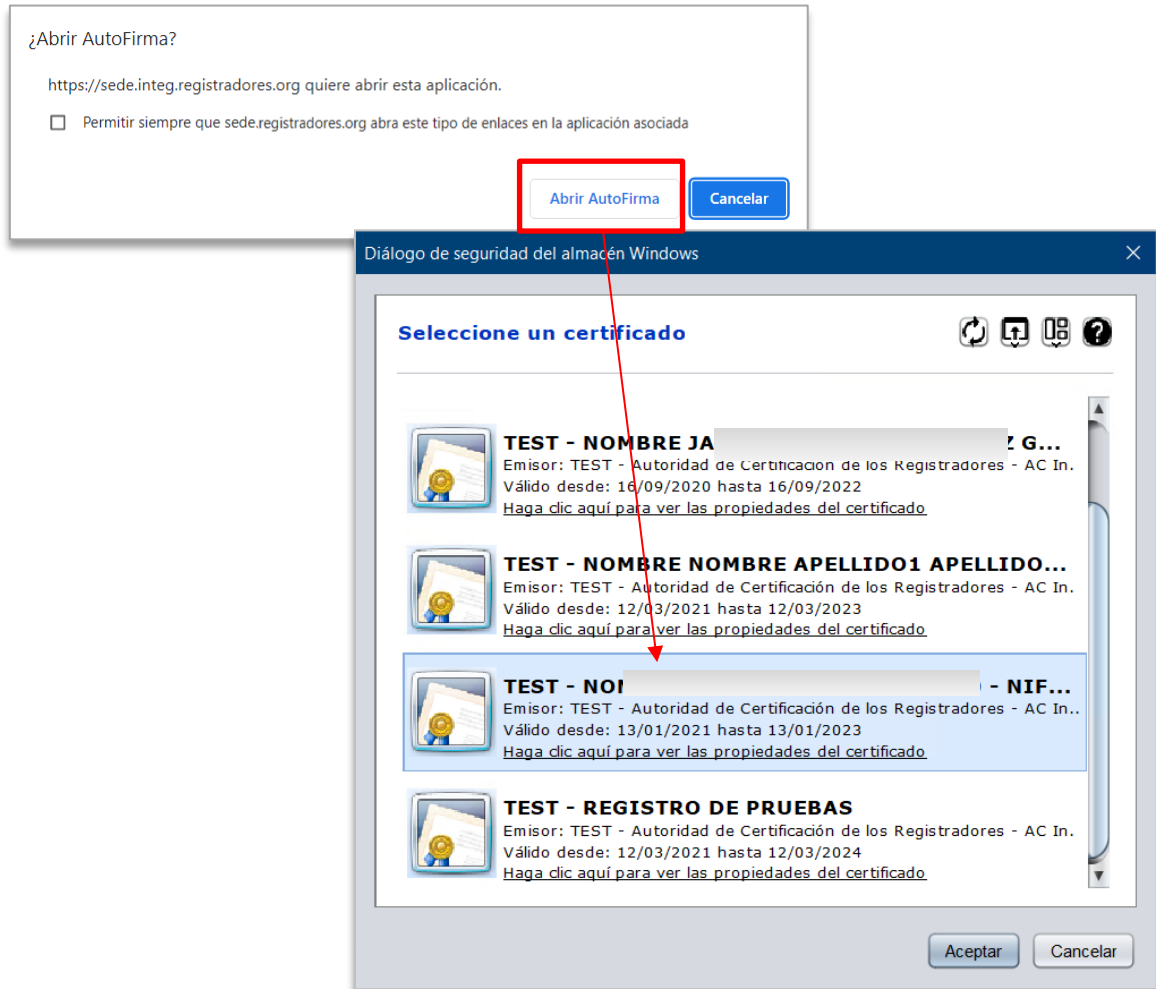 ¿Abrir AutoFirma?
https://sede.integ.registradores.org quiere abrir esta aplicación.
Permitir siempre que sede.registradores.org abra este tipo de enlaces en la aplicación asociada
Abrir AutoFirma
Cancelar
Diálogo de seguridad del almacén Windows
Seleccione un certificado
TEST - NOMBRE JA Z G...
Emisor: TEST - Autoridad de Certificación de los Registradores - AC In.
Válido desde: 16/09/2020 hasta 16/09/2022
Haga clic aquí para ver las propiedades del certificado
TEST - NOMBRE NOMBRE APELLIDO1 APELLIDO...
Emisor: TEST - Autoridad de Certificación de los Registradores - AC In.
Válido desde: 12/03/2021 hasta 12/03/2023
Haga clic aquí para ver las propiedades del certificado
TEST - NO - NIF...
Emisor: TEST - Autoridad de Certificación de los Registradores - AC In..
Válido desde: 13/01/2021 hasta 13/01/2023
Haga clic aquí para ver las propiedades del certificado
TEST - REGISTRO DE PRUEBAS
Emisor: TEST - Autoridad de Certificación de los Registradores - AC In.
Válido desde: 12/03/2021 hasta 12/03/2024
Haga clic aquí para ver las propiedades del certificado
Aceptar
Cancelar